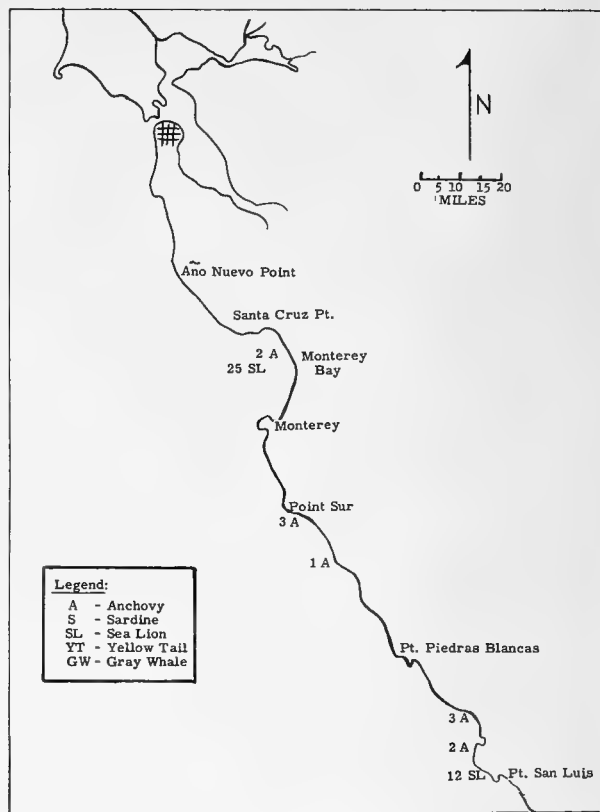 N
0 5 10 15 20
MILES
Año Nuevo Point
Santa Cruz Pt.
2 A
25 SL
Monterey
Bay
Monterey
Point Sur
3 A
1 A
Legend:
A - Anchovy
S - Sardine
SL - Sea Lion
YT - Yellow Tail
GW - Gray Whale
Pt. Piedras Blancas
3 A
2 A
12 SL
Pt. San Luis